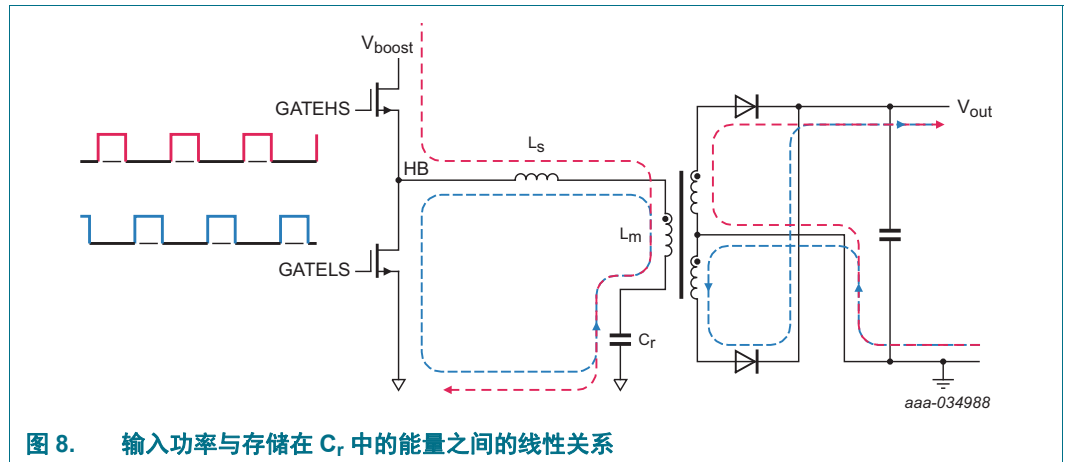 Vboost
GATEHS
Vout
Ls
HB
Lm
GATELS
Cr
aaa-034988
图 8. 输入功率与存储在 Cr 中的能量之间的线性关系